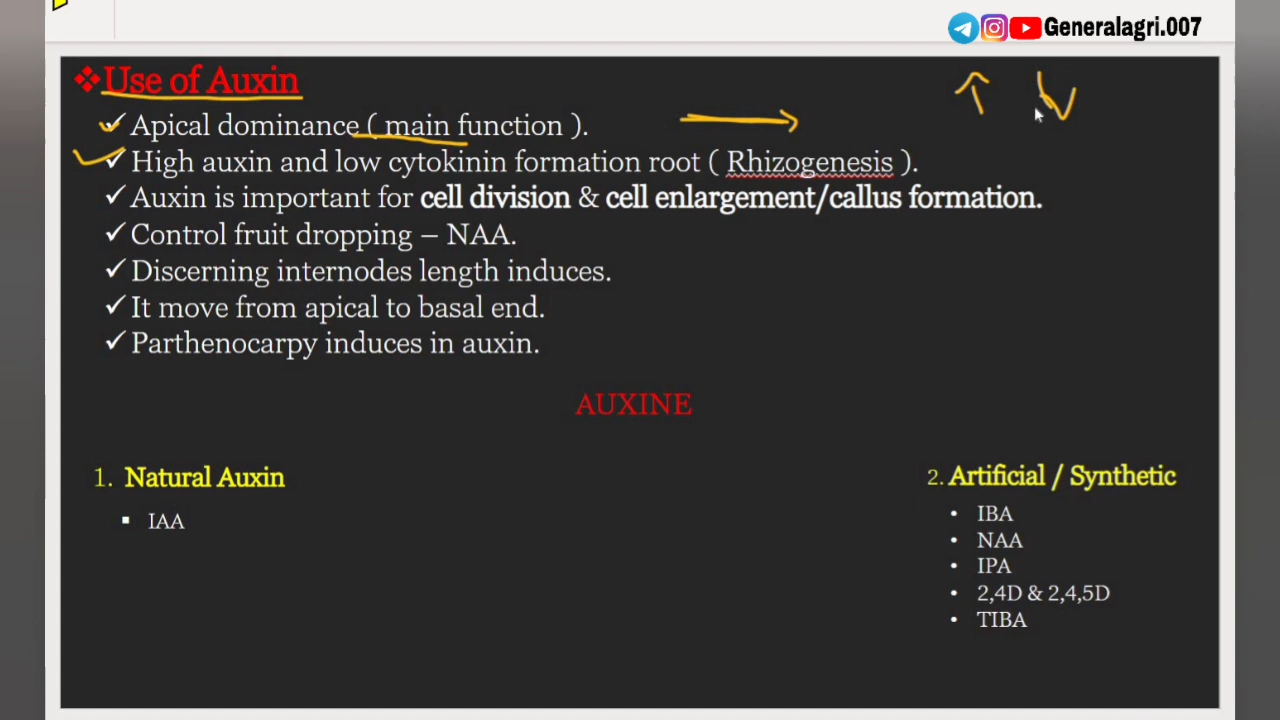 Generalagri.007
Use of Auxin
Apical dominance ( main function ).
High auxin and low cytokinin formation root ( Rhizogenesis ).
Auxin is important for cell division & cell enlargement/callus formation.
Control fruit dropping – NAA.
Discerning internodes length induces.
It move from apical to basal end.
Parthenocarpy induces in auxin.
AUXINE
1. Natural Auxin
IAA
2. Artificial / Synthetic
IBA
NAA
IPA
2,4D & 2,4,5D
TIBA